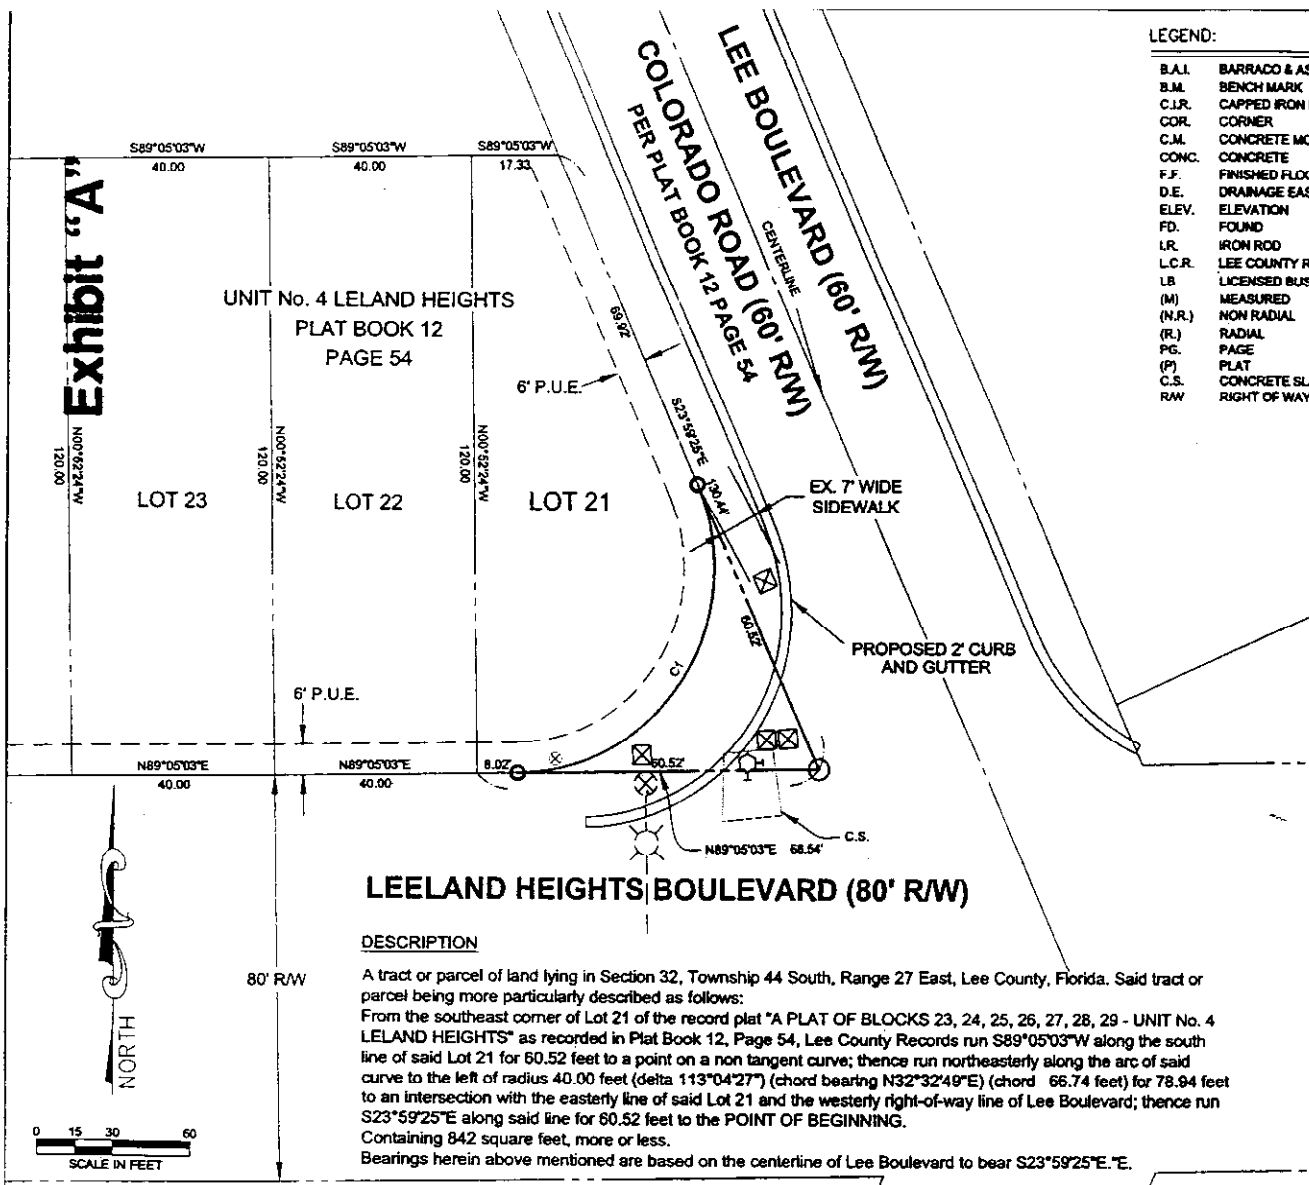 LEGEND:
B.A.I. BARRACO & AS
B.M. BENCH MARK
C.I.R. CAPPED IRON
COR. CORNER
C.M. CONCRETE MO
CONC. CONCRETE
F.F. FINISHED FLOO
D.E. DRAINAGE EAS
ELEV. ELEVATION
FD. FOUND
I.R. IRON ROD
L.C.R. LEE COUNTY R
LB LICENSED BUS
(M) MEASURED
(N.R.) NON RADIAL
(R.) RADIAL
PG. PAGE
(P) PLAT
C.S. CONCRETE SLA
R/W RIGHT OF WAY
LEE BOULEVARD (60' R/W)
CENTERLINE
COLORADO ROAD (60' R/W)
PER PLAT BOOK 12 PAGE 54
Exhibit "A"
S89°05'03"W
40.00
S89°05'03"W
40.00
S89°05'03"W
17.33
UNIT No. 4 LELAND HEIGHTS
PLAT BOOK 12
PAGE 54
69.92'
6' P.U.E.
S23°59'25"E
130.44'
N00°52'24"W
120.00
N00°52'24"W
120.00
N00°52'24"W
120.00
LOT 23
LOT 22
LOT 21
EX. 7' WIDE
SIDEWALK
60.52'
PROPOSED 2' CURB
AND GUTTER
C1
6' P.U.E.
N89°05'03"E
40.00
N89°05'03"E
40.00
8.02'
60.52'
C.S.
N89°05'03"E 68.54'
LEELAND HEIGHTS BOULEVARD (80' R/W)
80' R/W
NORTH
0 15 30 60
SCALE IN FEET
DESCRIPTION
A tract or parcel of land lying in Section 32, Township 44 South, Range 27 East, Lee County, Florida. Said tract or
parcel being more particularly described as follows:
From the southeast corner of Lot 21 of the record plat "A PLAT OF BLOCKS 23, 24, 25, 26, 27, 28, 29 - UNIT No. 4
LELAND HEIGHTS" as recorded in Plat Book 12, Page 54, Lee County Records run S89°05'03"W along the south
line of said Lot 21 for 60.52 feet to a point on a non tangent curve; thence run northeasterly along the arc of said
curve to the left of radius 40.00 feet (delta 113°04'27") (chord bearing N32°32'49"E) (chord 66.74 feet) for 78.94 feet
to an intersection with the easterly line of said Lot 21 and the westerly right-of-way line of Lee Boulevard; thence run
S23°59'25"E along said line for 60.52 feet to the POINT OF BEGINNING.
Containing 842 square feet, more or less.
Bearings herein above mentioned are based on the centerline of Lee Boulevard to bear S23°59'25"E."E.